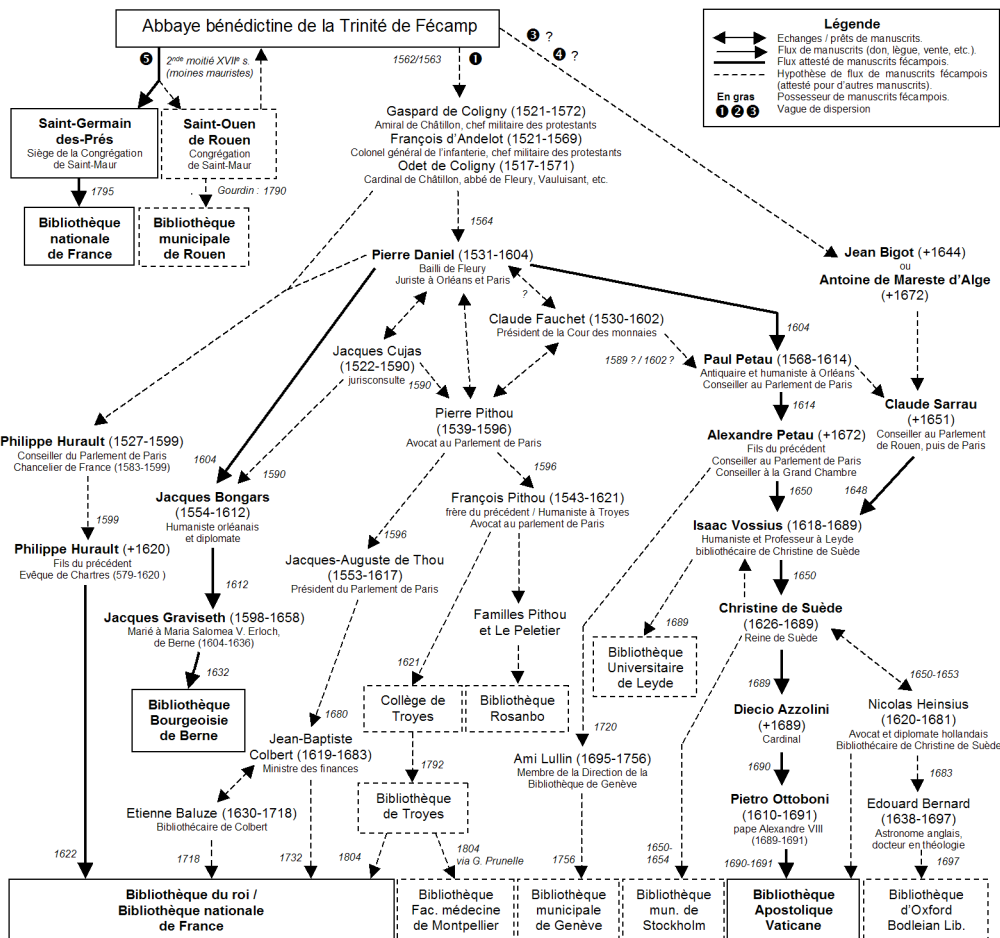 Abbaye bénédictine de la Trinité de Fécamp
❸ ?
❹ ?
Légende
Echanges / prêts de manuscrits.
Flux de manuscrits (don, lègue, vente, etc.).
Flux attesté de manuscrits fécampois.
Hypothèse de flux de manuscrits fécampois
(attesté pour d'autres manuscrits).
En gras Possesseur de manuscrits fécampois.
❶ ❷ ❸ Vague de dispersion
❺
2nde moitié XVIIe s.
(moines mauristes)
1562/1563
❶
Saint-Germain
des-Prés
Siège de la Congrégation
de Saint-Maur
Saint-Ouen
de Rouen
Congrégation
de Saint-Maur
1795
Gourdin : 1790
Bibliothèque
nationale
de France
Bibliothèque
municipale
de Rouen
Gaspard de Coligny (1521-1572)
Amiral de Châtillon, chef militaire des protestants
François d'Andelot (1521-1569)
Colonel général de l'infanterie, chef militaire des protestants
Odet de Coligny (1517-1571)
Cardinal de Châtillon, abbé de Fleury, Vauluisant, etc.
1564
Pierre Daniel (1531-1604)
Bailli de Fleury
Juriste à Orléans et Paris
?
Jean Bigot (+1644)
ou
Antoine de Mareste d'Alge
(+1672)
Claude Fauchet (1530-1602)
Président de la Cour des monnaies
1604
1589 ? / 1602 ?
Jacques Cujas
(1522-1590)
jurisconsulte
1590
Paul Petau (1568-1614)
Antiquaire et humaniste à Orléans
Conseiller au Parlement de Paris
1614
Pierre Pithou
(1539-1596)
Avocat au Parlement de Paris
Claude Sarrau
(+1651)
Conseiller au Parlement
de Rouen, puis de Paris
Philippe Hurault (1527-1599)
Conseiller du Parlement de Paris
Chancelier de France (1583-1599)
1604
1590
Alexandre Petau (+1672)
Fils du précédent
Conseiller au Parlement de Paris
Conseiller à la Grand Chambre
1650
1648
1596
Jacques Bongars
(1554-1612)
Humaniste orléanais
et diplomate
François Pithou (1543-1621)
frère du précédent / Humaniste à Troyes
Avocat au parlement de Paris
1599
1596
Isaac Vossius (1618-1689)
Humaniste et Professeur à Leyde
bibliothécaire de Christine de Suède
Philippe Hurault (+1620)
Fils du précédent
Evêque de Chartres (579-1620 )
Jacques-Auguste de Thou
(1553-1617)
Président du Parlement de Paris
1612
1650
Jacques Graviseth (1598-1658)
Marié à Maria Salomea V. Erloch,
de Berne (1604-1636)
Familles Pithou
et Le Peletier
Christine de Suède
(1626-1689)
Reine de Suède
1689
1632
1621
Bibliothèque
Universitaire
de Leyde
1650-1653
1689
Bibliothèque
Bourgeoisie
de Berne
Collège de
Troyes
Bibliothèque
Rosanbo
Diecio Azzolini
(+1689)
Cardinal
Nicolas Heinsius
(1620-1681)
Avocat et diplomate hollandais
Bibliothécaire de Christine de Suède
1680
1720
Jean-Baptiste
Colbert (1619-1683)
Ministre des finances
1792
Ami Lullin (1695-1756)
Membre de la Direction de la
Bibliothèque de Genève
1690
1683
Bibliothèque
de Troyes
Pietro Ottoboni
(1610-1691)
pape Alexandre VIII
(1689-1691)
Edouard Bernard
(1638-1697)
Astronome anglais,
docteur en théologie
Etienne Baluze (1630-1718)
Bibliothécaire de Colbert
1622
1718
1732
1804
1804
via G. Prunelle
1756
1650-
1654
1690-1691
1697
Bibliothèque du roi /
Bibliothèque nationale
de France
Bibliothèque
Fac. médecine
de Montpellier
Bibliothèque
municipale
de Genève
Bibliothèque
mun. de
Stockholm
Bibliothèque
Apostolique
Vaticane
Bibliothèque
d'Oxford
Bodleian Lib.